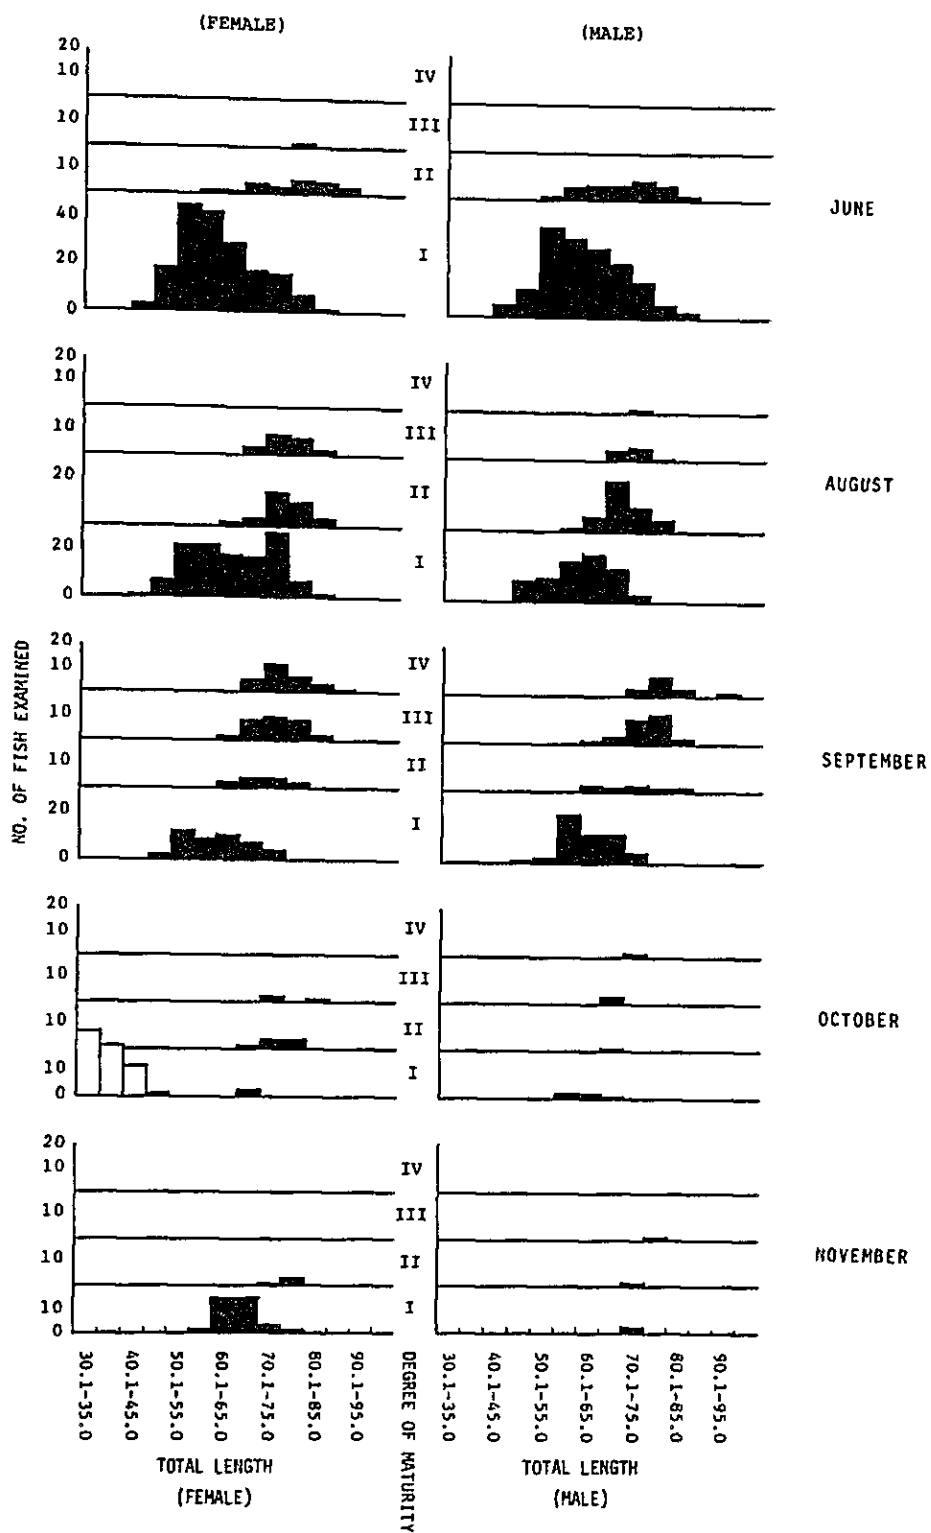 (FEMALE) (MALE)
20
10 IV
10 III
10 II
JUNE
40
20 I
0
20
10 IV
10 III
20 II
AUGUST
20 I
0
20
10 IV
10 III
10 II
SEPTEMBER
20 I
0
NO. OF FISH EXAMINED
20
10 IV
10 III
10 II
OCTOBER
10 I
0
20
10 IV
10 III
10 II
NOVEMBER
10 I
0
30.1-35.0 40.1-45.0 50.1-55.0 60.1-65.0 70.1-75.0 80.1-85.0 90.1-95.0
DEGREE OF MATURITY
30.1-35.0 40.1-45.0 50.1-55.0 60.1-65.0 70.1-75.0 80.1-85.0 90.1-95.0
TOTAL LENGTH TOTAL LENGTH
(FEMALE) (MALE)